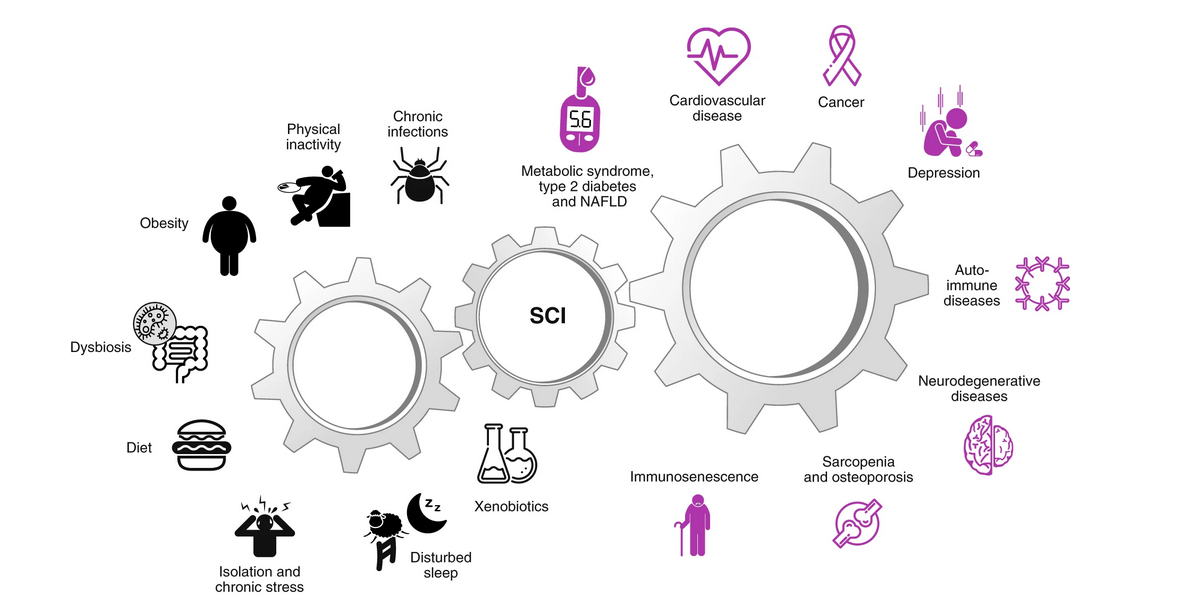 Cardiovascular
disease
Cancer
Depression
Metabolic syndrome,
type 2 diabetes
and NAFLD
5.6
Chronic
infections
Physical
inactivity
Obesity
Dysbiosis
Diet
Isolation and
chronic stress
z z
Disturbed
sleep
Xenobiotics
SCI
Auto-
immune
diseases
Neurodegenerative
diseases
Sarcopenia
and osteoporosis
Immunosenescence